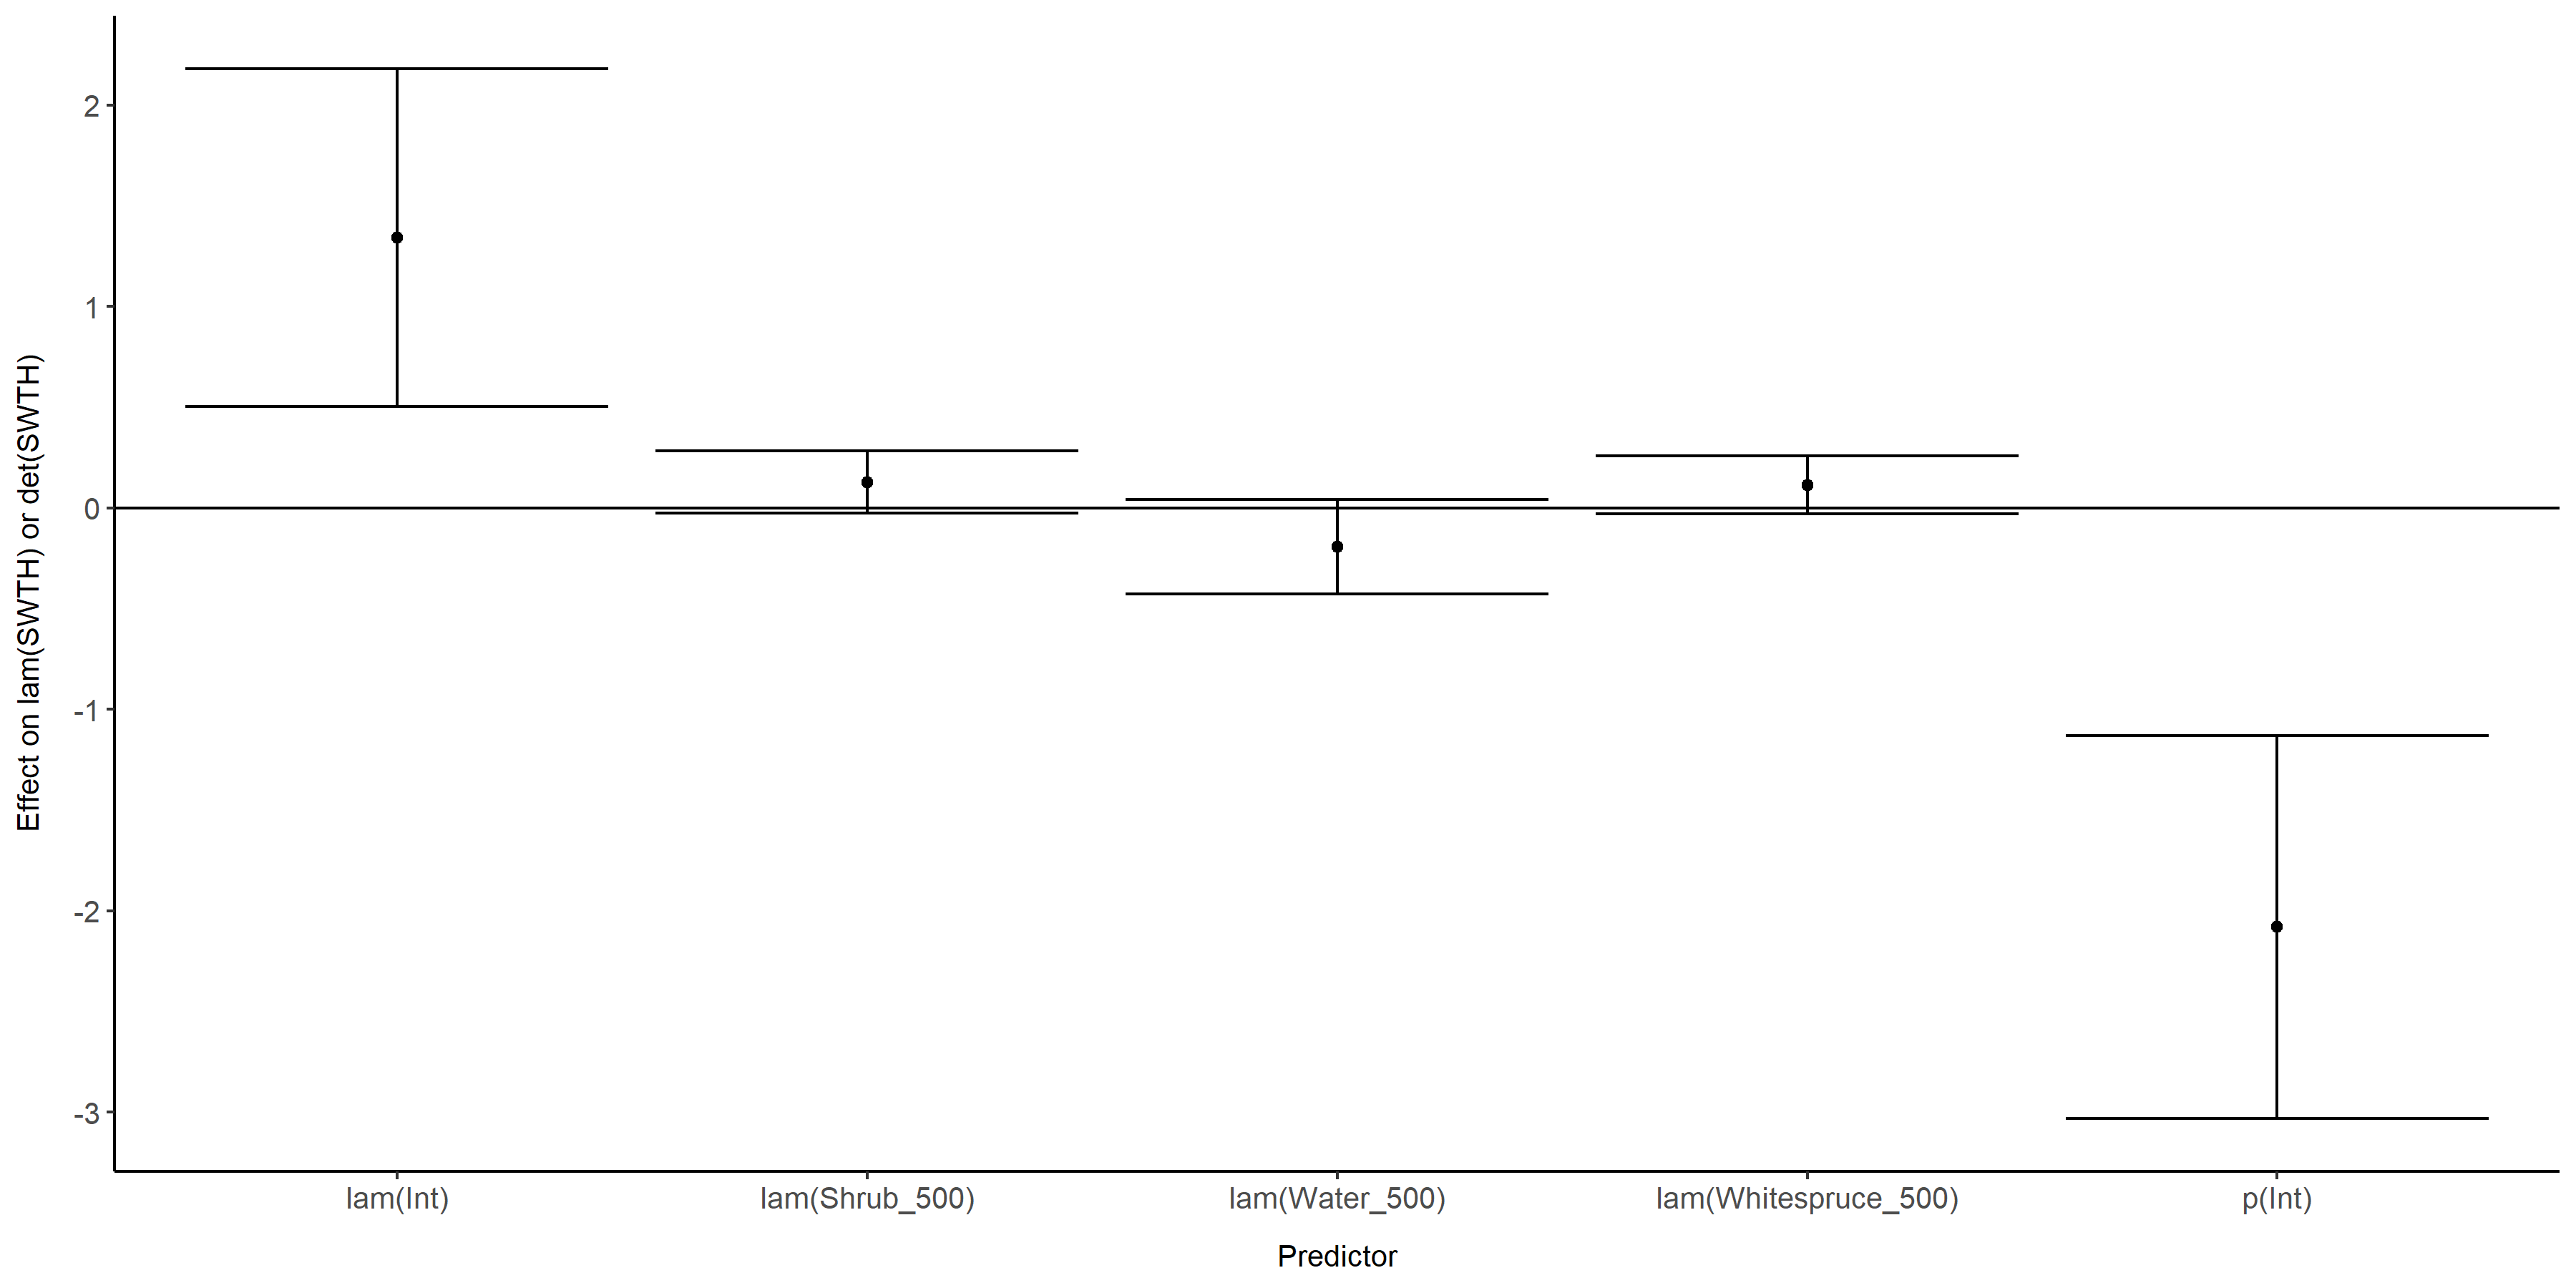 Effect on lam(SWTH) or det(SWTH)
2
1
0
-1
-2
-3
lam(Int)
lam(Shrub_500)
lam(Water_500)
lam(Whitespruce_500)
p(Int)
Predictor